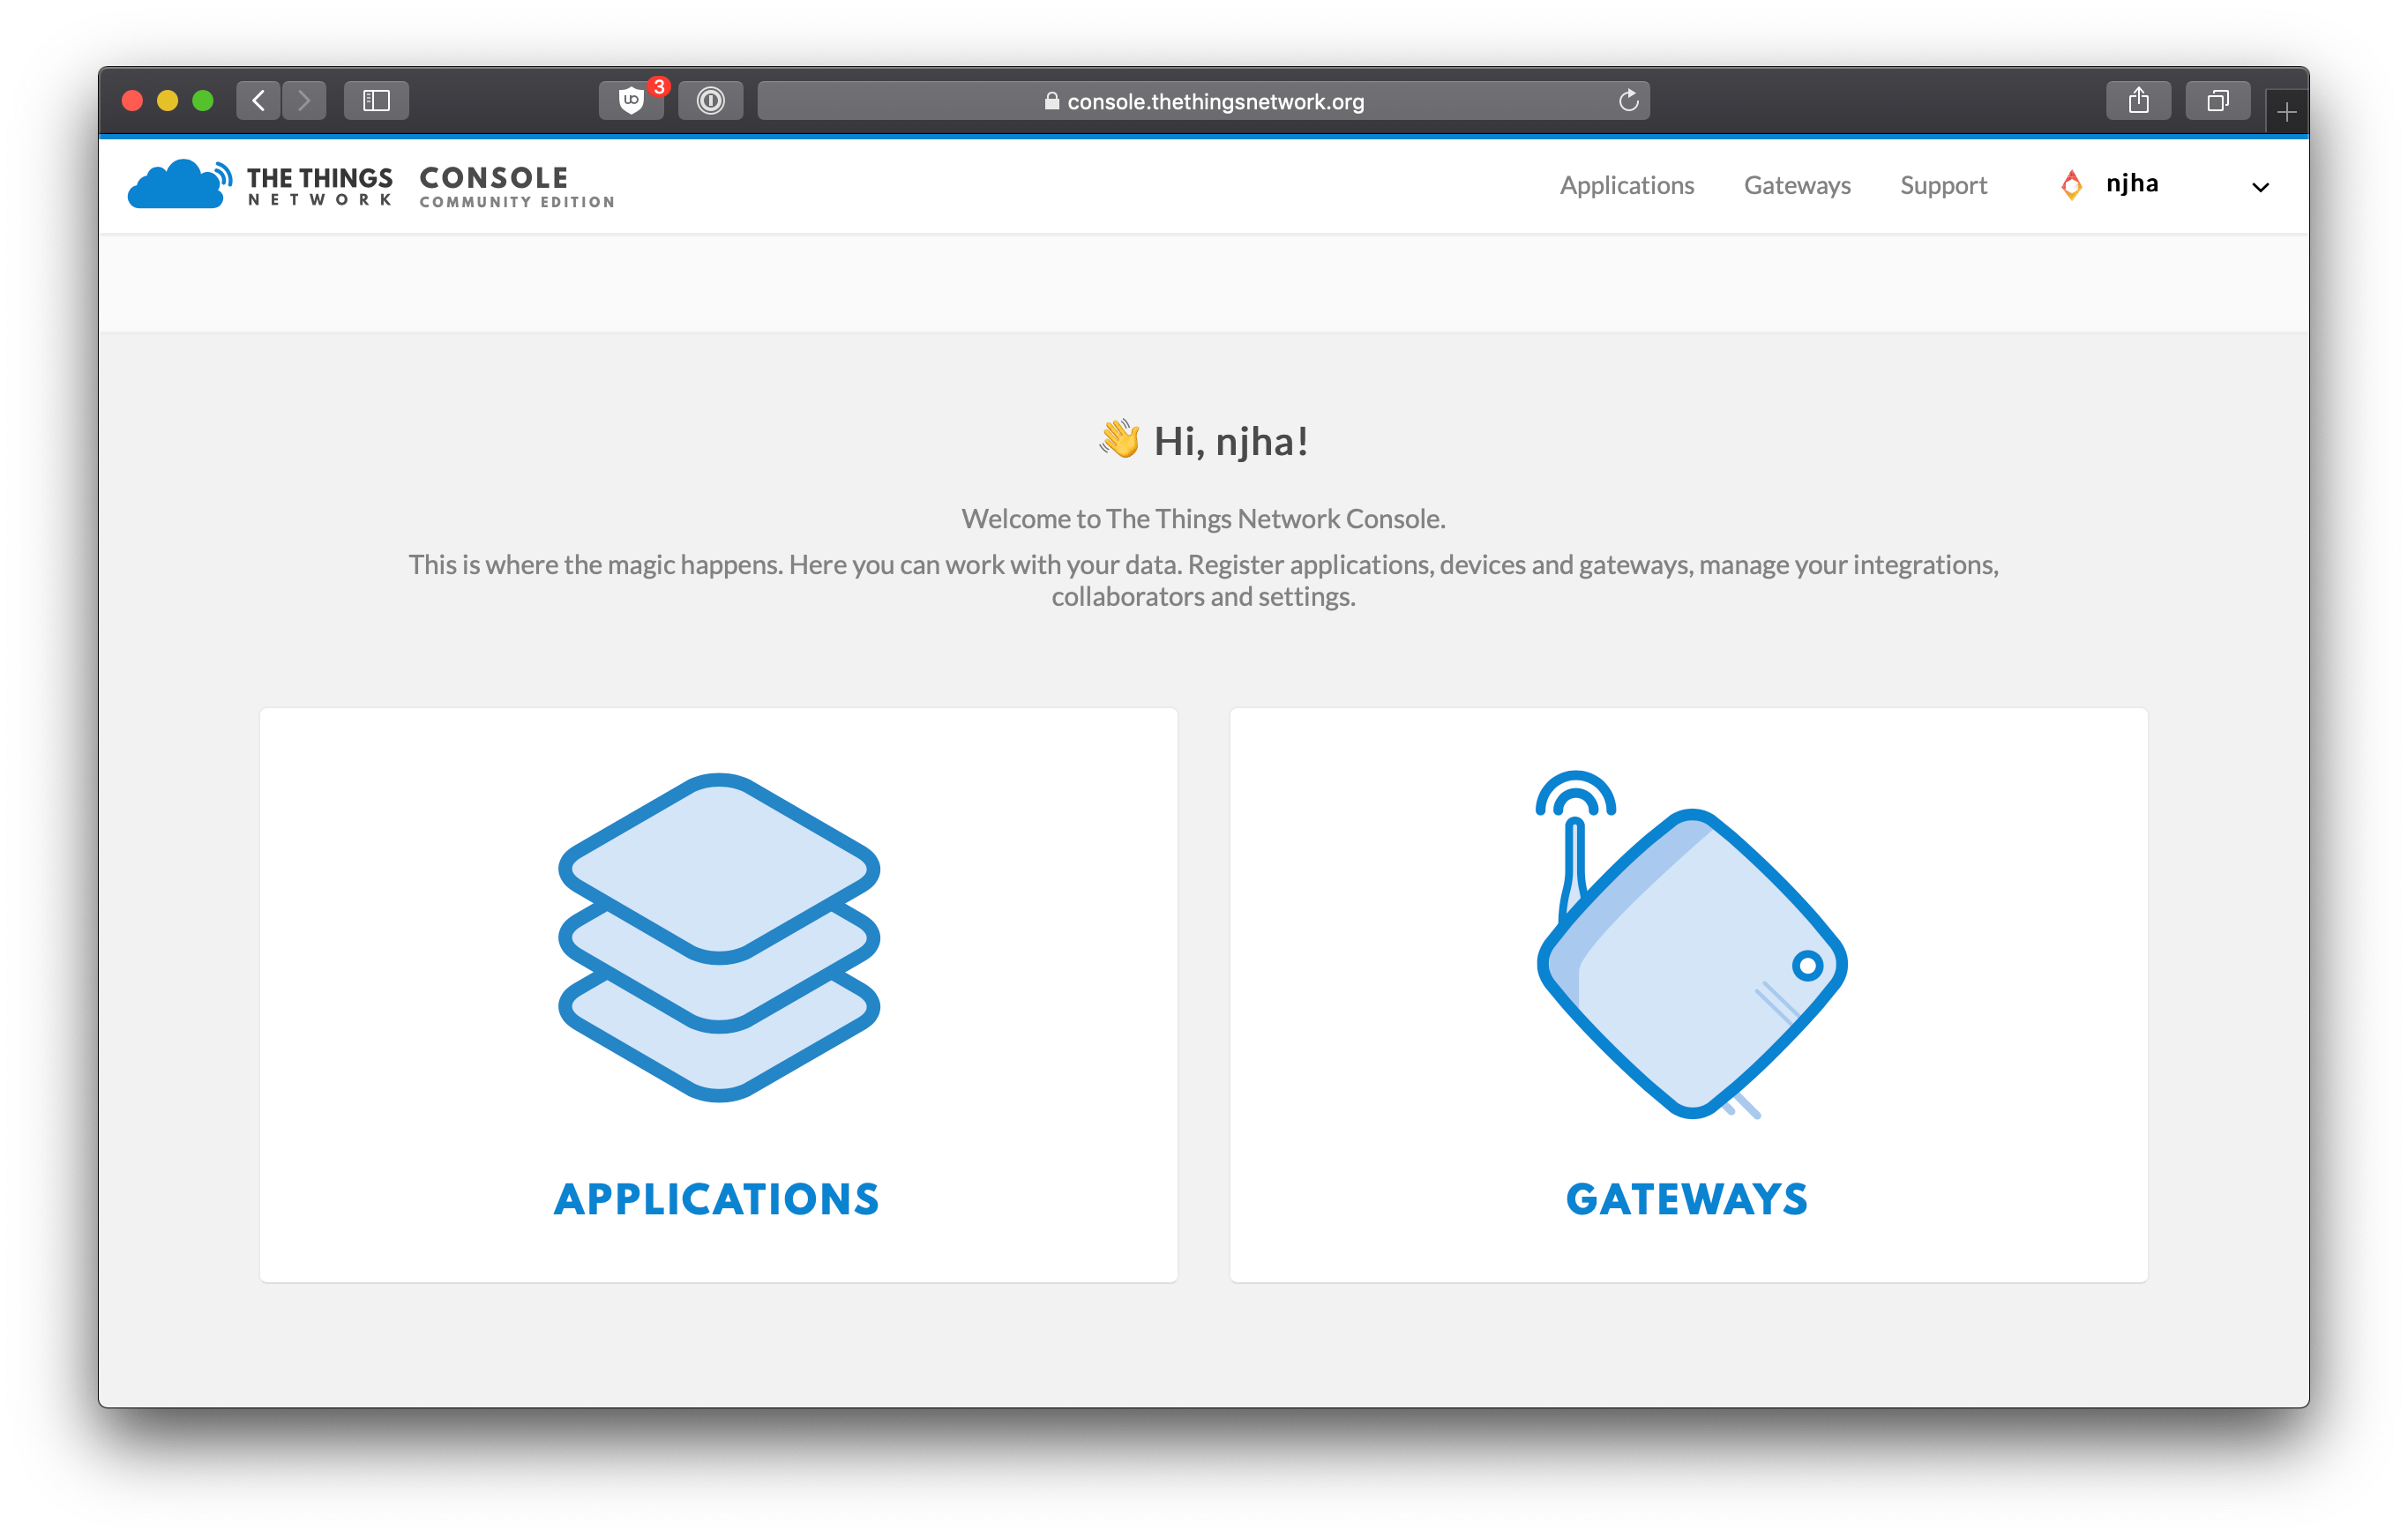 3
console.thethingsnetwork.org
THE THINGS
NETWORK
CONSOLE
COMMUNITY EDITION
Applications
Gateways
Support
njha
👋 Hi, njha!
Welcome to The Things Network Console.
This is where the magic happens. Here you can work with your data. Register applications, devices and gateways, manage your integrations,
collaborators and settings.
APPLICATIONS
GATEWAYS